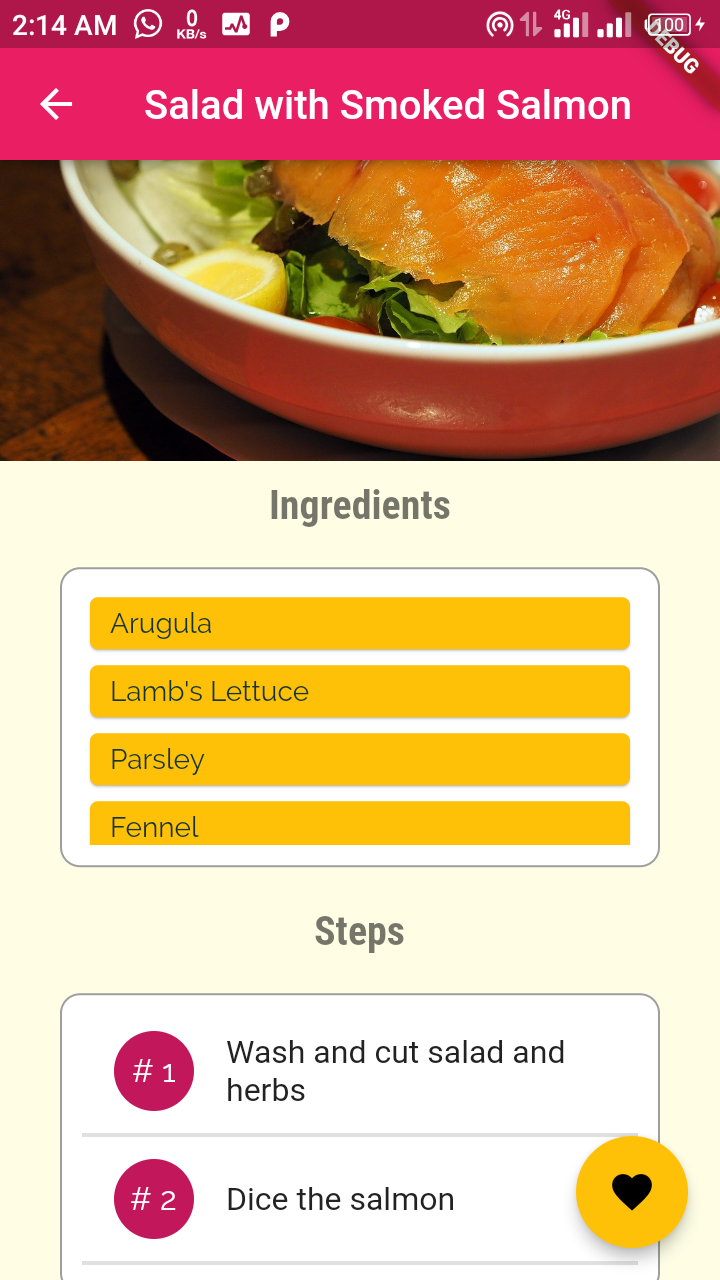 2:14 AM 0 KB/s 4G 100
DEBUG
Salad with Smoked Salmon
Ingredients
Arugula
Lamb's Lettuce
Parsley
Fennel
Steps
# 1 Wash and cut salad and
herbs
# 2 Dice the salmon